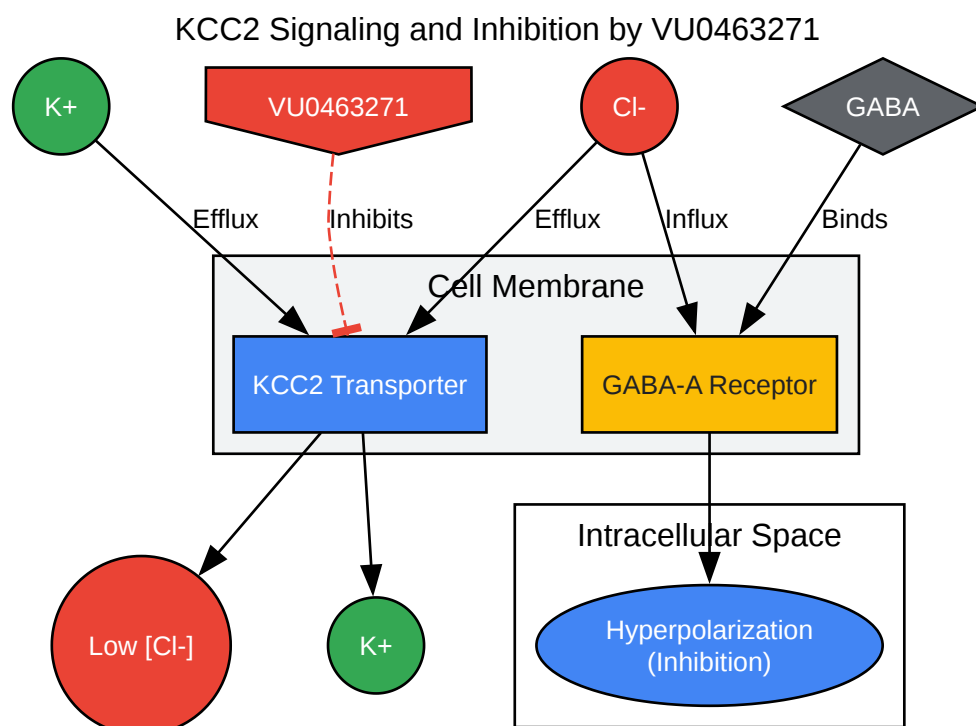 KCC2 Signaling and Inhibition by VU0463271
K+
VU0463271
Cl-
GABA
Efflux
Inhibits
Efflux
Influx
Binds
Cell Membrane
KCC2 Transporter
GABA-A Receptor
Intracellular Space
Low [Cl-]
K+
Hyperpolarization
(Inhibition)